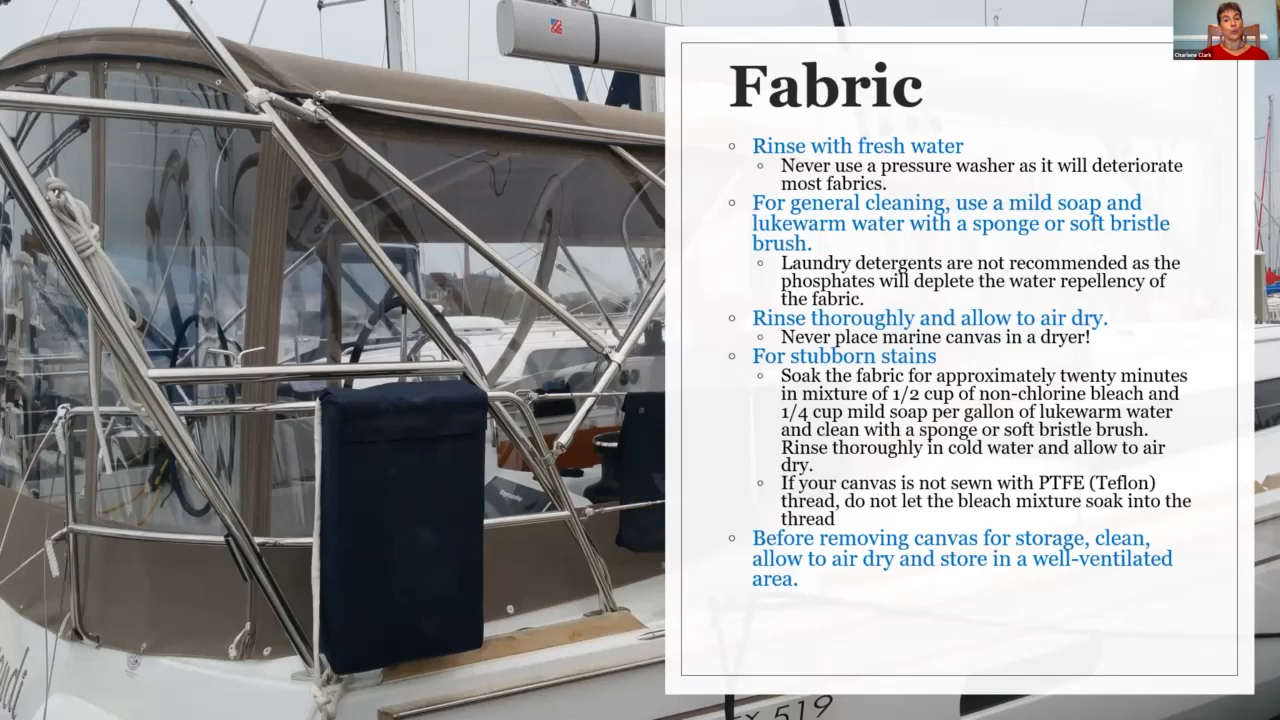 Charlene Clark
Fabric
Rinse with fresh water
Never use a pressure washer as it will deteriorate
most fabrics.
For general cleaning, use a mild soap and
lukewarm water with a sponge or soft bristle
brush.
Laundry detergents are not recommended as the
phosphates will deplete the water repellency of
the fabric.
Rinse thoroughly and allow to air dry.
Never place marine canvas in a dryer!
For stubborn stains
Soak the fabric for approximately twenty minutes
in mixture of 1/2 cup of non-chlorine bleach and
1/4 cup mild soap per gallon of lukewarm water
and clean with a sponge or soft bristle brush.
Rinse thoroughly in cold water and allow to air
dry.
If your canvas is not sewn with PTFE (Teflon)
thread, do not let the bleach mixture soak into the
thread
Before removing canvas for storage, clean,
allow to air dry and store in a well-ventilated
area.
519